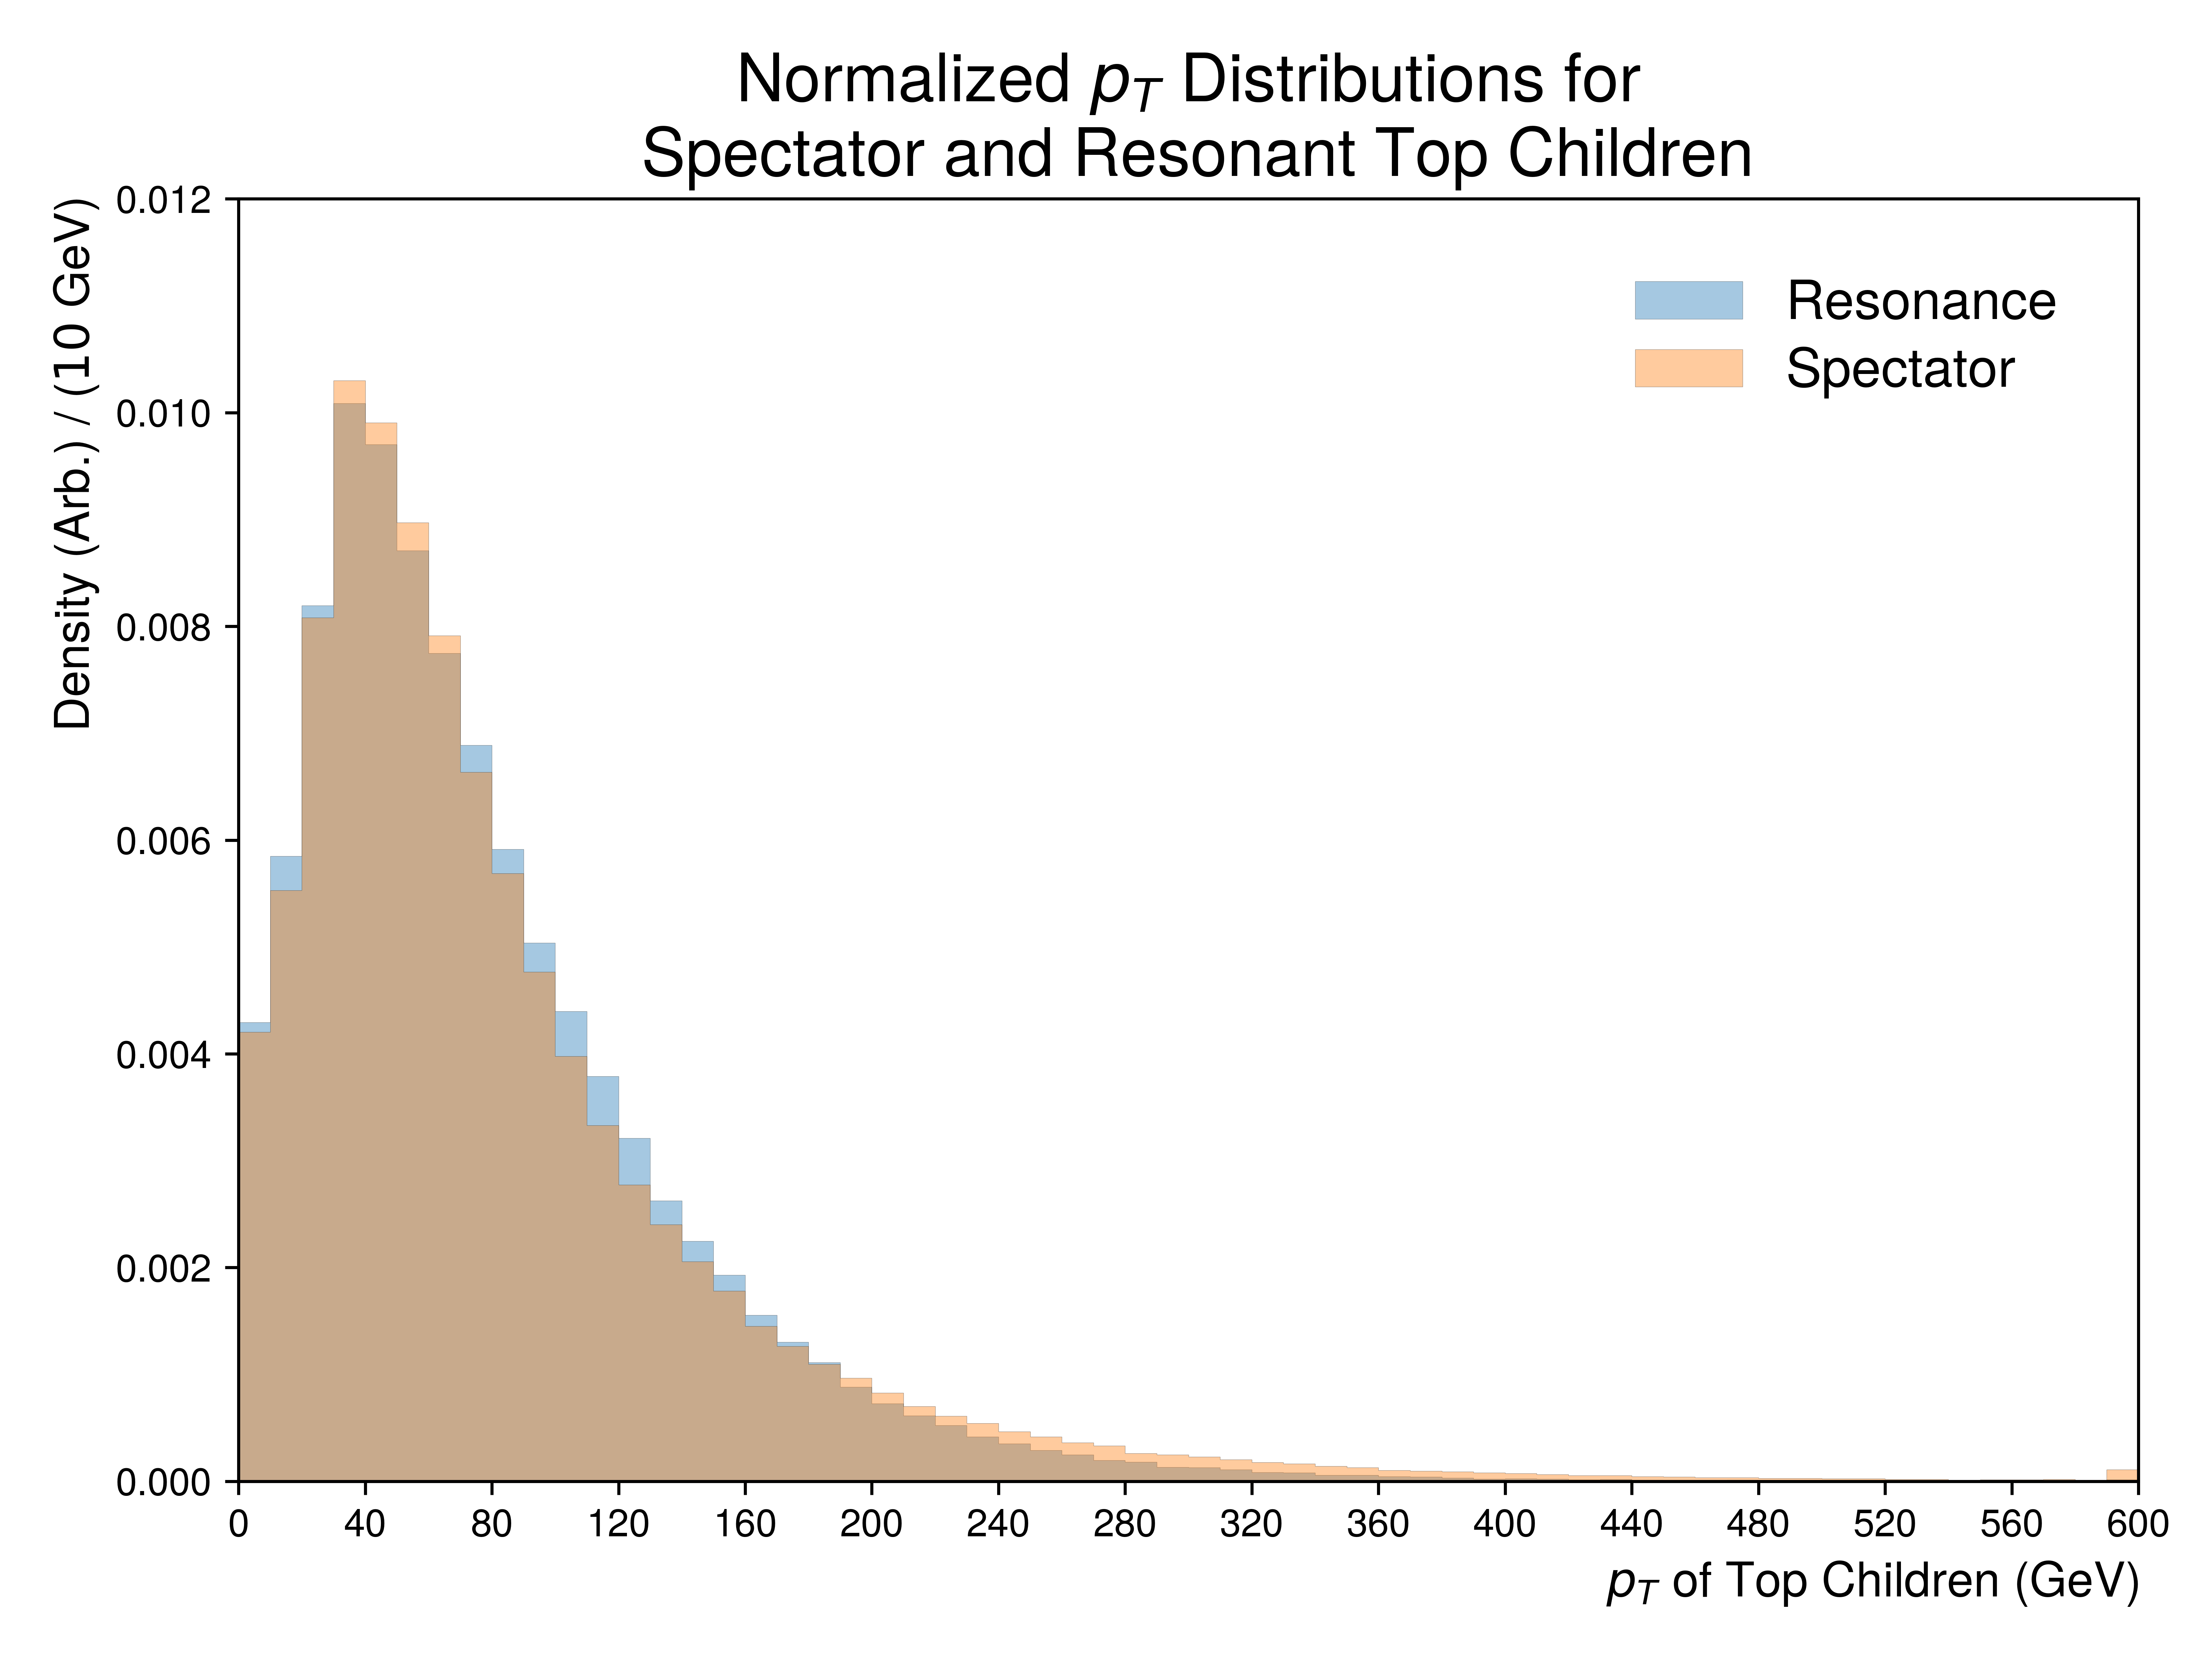 Normalized p_T Distributions for
Spectator and Resonant Top Children
Density (Arb.) / (10 GeV)
0.012
0.010
0.008
0.006
0.004
0.002
0.000
Resonance
Spectator
0 40 80 120 160 200 240 280 320 360 400 440 480 520 560 600
p_T of Top Children (GeV)